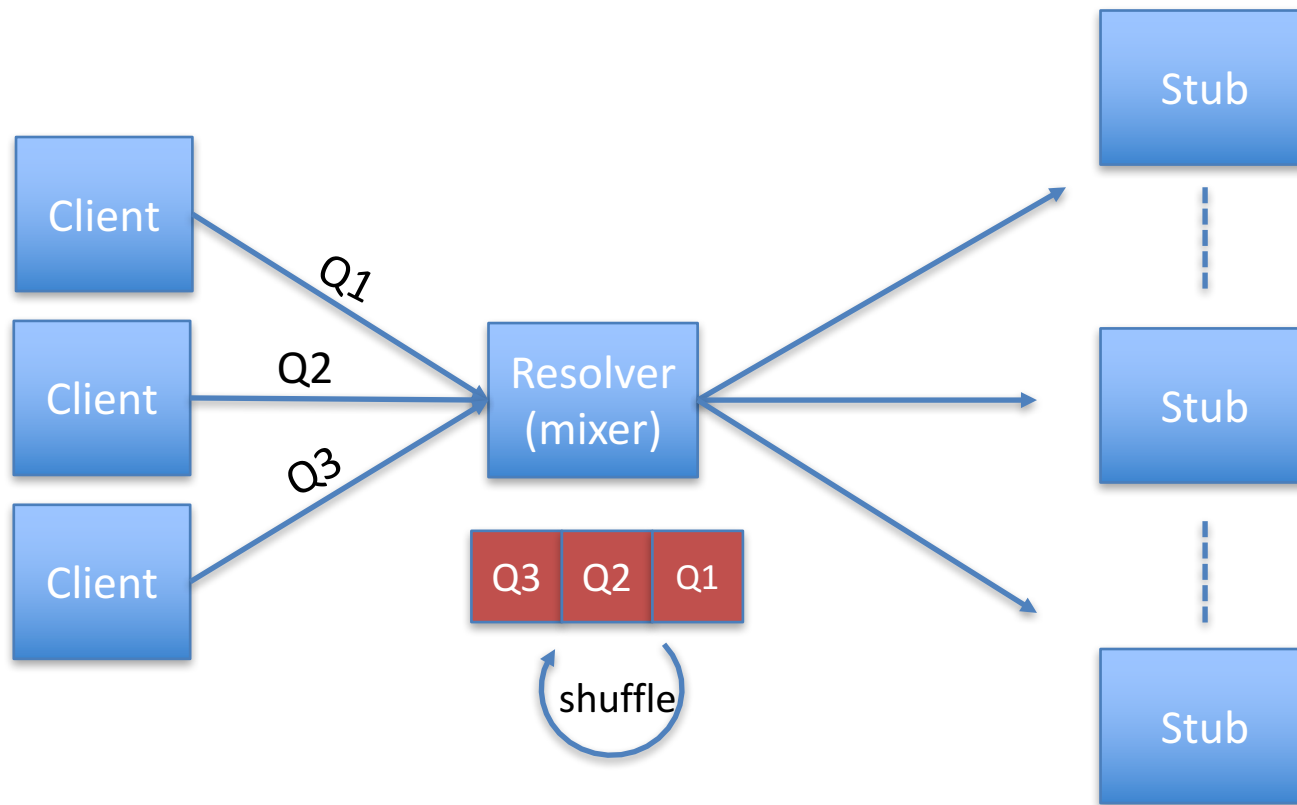 Stub
Client
Q1
Client
Q2
Resolver
(mixer)
Stub
Q3
Client
Q3 Q2 Q1
shuffle
Stub